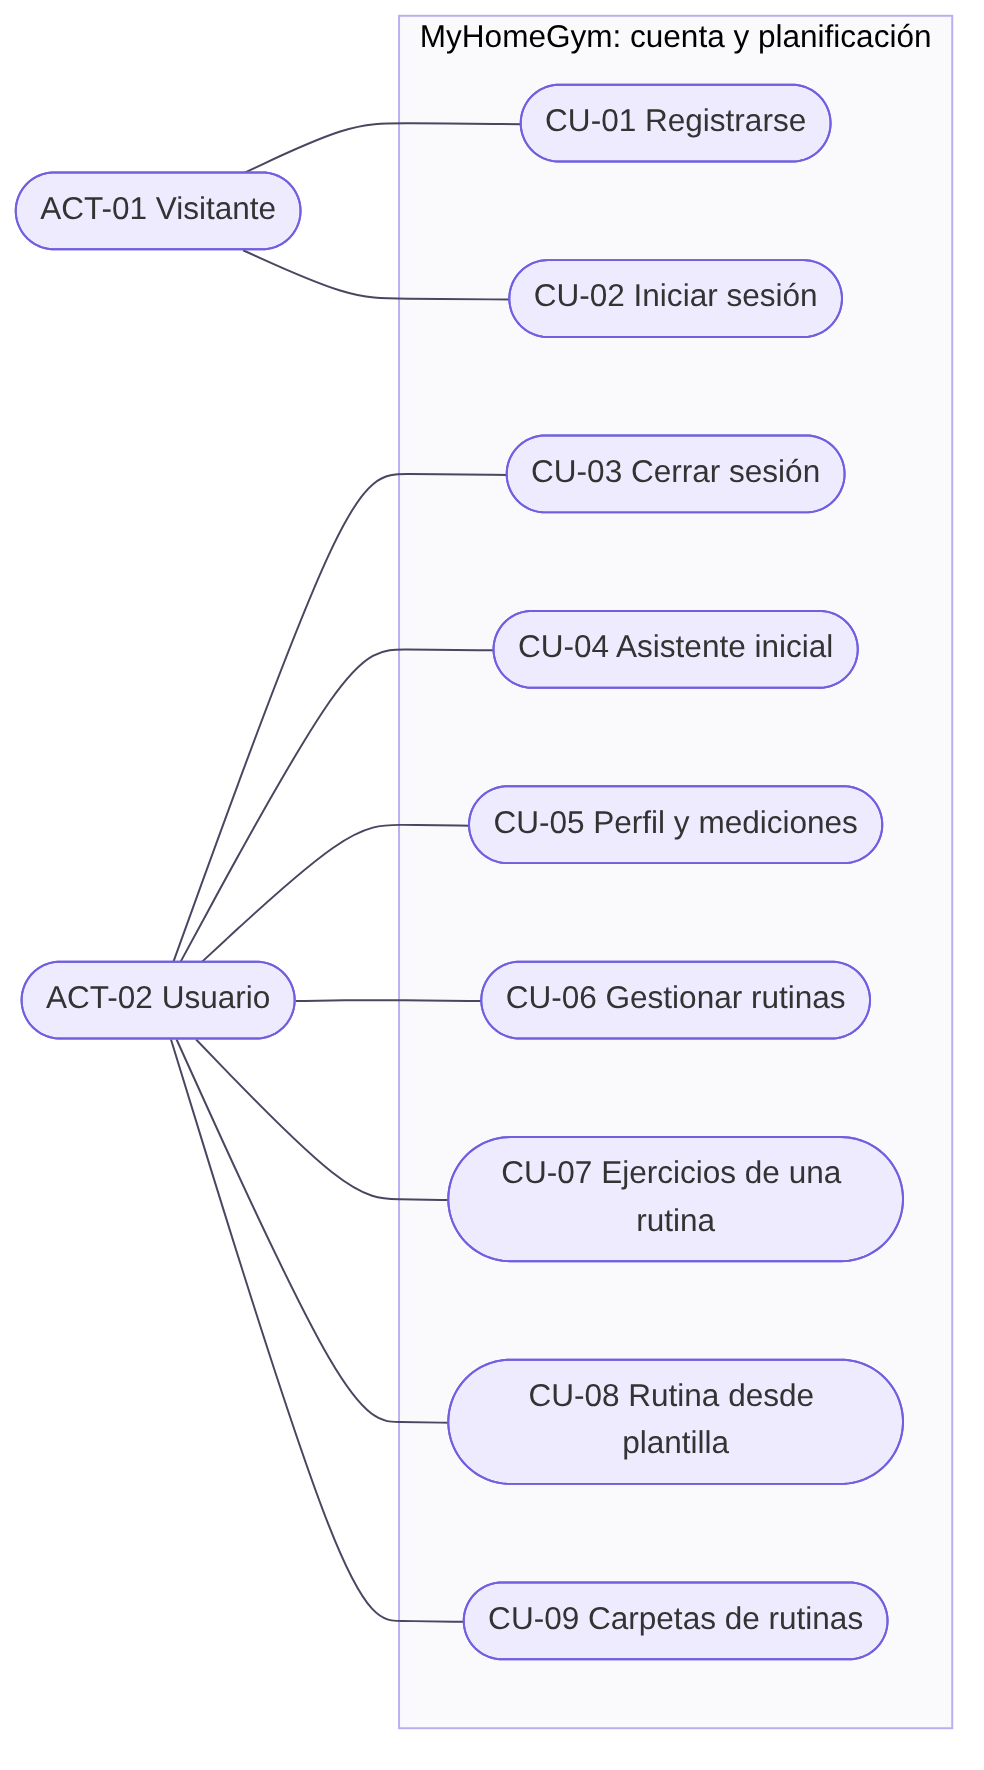 MyHomeGym: cuenta y planificación
CU-01 Registrarse
ACT-01 Visitante
CU-02 Iniciar sesión
CU-03 Cerrar sesión
CU-04 Asistente inicial
CU-05 Perfil y mediciones
ACT-02 Usuario
CU-06 Gestionar rutinas
CU-07 Ejercicios de una
rutina
CU-08 Rutina desde
plantilla
CU-09 Carpetas de rutinas